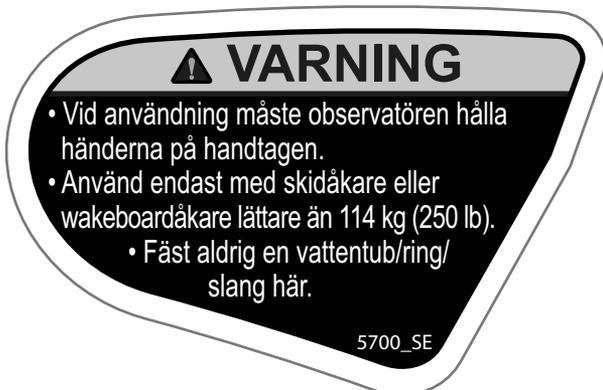 VARNING
• Vid användning måste observatören hålla
händerna på handtagen.
• Använd endast med skidåkare eller
wakeboardåkare lättare än 114 kg (250 lb).
• Fäst aldrig en vattentub/ring/
slang här.
5700_SE